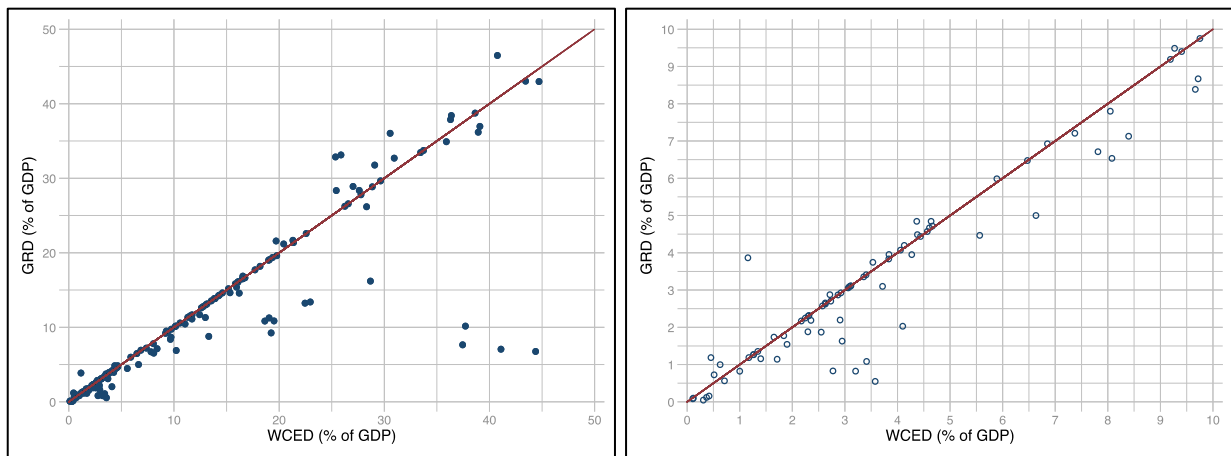 50
40
30
20
10
0
GRD (% of GDP)
0 10 20 30 40 50
WCED (% of GDP)
10
9
8
7
6
5
4
3
2
1
0
GRD (% of GDP)
0 1 2 3 4 5 6 7 8 9 10
WCED (% of GDP)